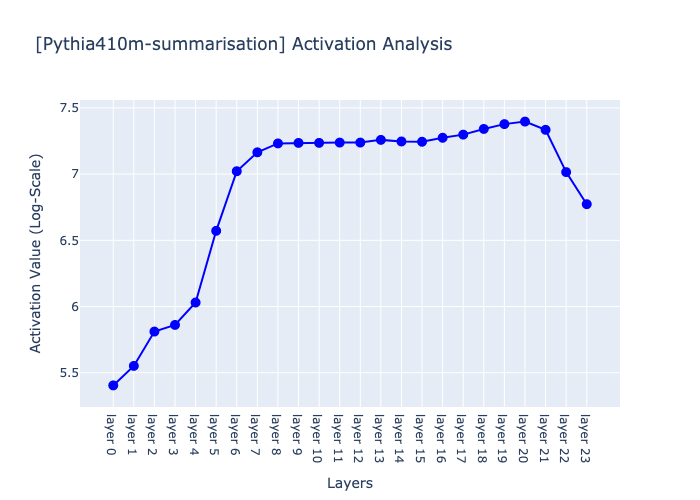 [Pythia410m-summarisation] Activation Analysis
Activation Value (Log-Scale)
7.5
7
6.5
6
5.5
layer 0
layer 1
layer 2
layer 3
layer 4
layer 5
layer 6
layer 7
layer 8
layer 9
layer 10
layer 11
layer 12
layer 13
layer 14
layer 15
layer 16
layer 17
layer 18
layer 19
layer 20
layer 21
layer 22
layer 23
Layers